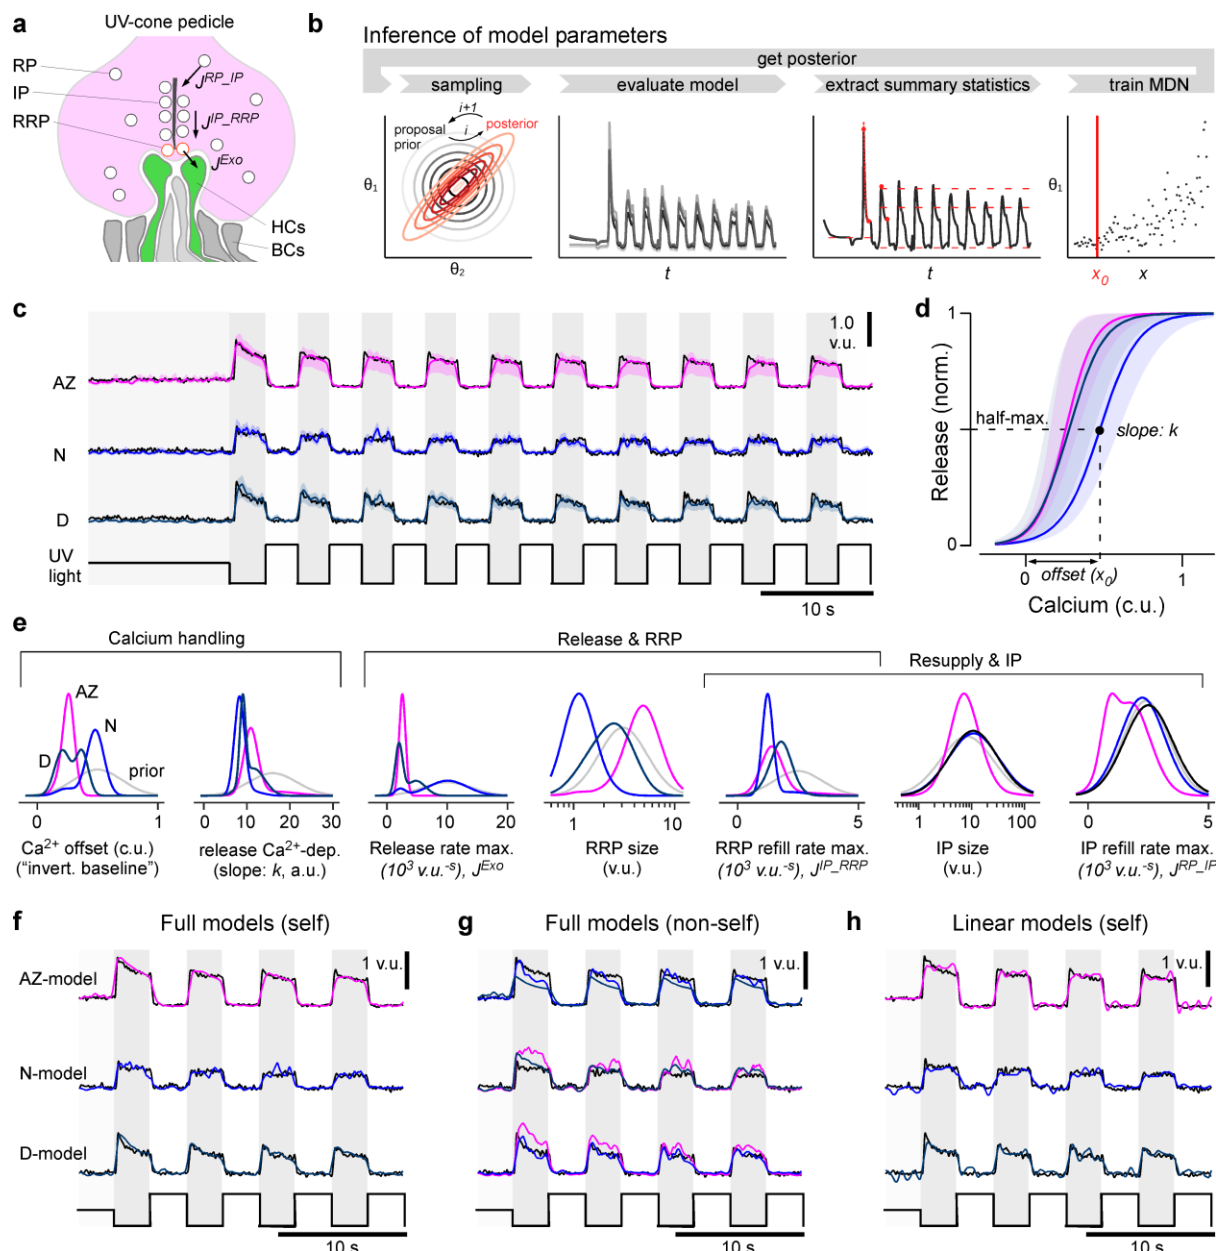 a
UV-cone pedicle
RP
IP
RRP
J^RP_IP
J^IP_RRP
J^Exo
HCs
BCs
b
Inference of model parameters
get posterior
sampling
evaluate model
extract summary statistics
train MDN
proposal
prior
i+1
i
posterior
θ1
θ2
t
t
θ1
x0
x
c
1.0
v.u.
AZ
N
D
UV
light
10 s
d
Release (norm.)
1
half-max.
slope: k
0
0
offset (x0)
1
Calcium (c.u.)
e
Calcium handling
Release & RRP
Resupply & IP
AZ
N
D
prior
0 1
Ca2+ offset (c.u.)
("invert. baseline")
0 10 20 30
release Ca2+-dep.
(slope: k, a.u.)
0 10 20
Release rate max.
(10^3 v.u.^-s), J^Exo
1 10
RRP size
(v.u.)
0 5
RRP refill rate max.
(10^3 v.u.^-s), J^IP_RRP
1 10 100
IP size
(v.u.)
0 5
IP refill rate max.
(10^3 v.u.^-s), J^RP_IP
f
Full models (self)
AZ-model
1 v.u.
N-model
D-model
10 s
g
Full models (non-self)
1 v.u.
10 s
h
Linear models (self)
1 v.u.
10 s